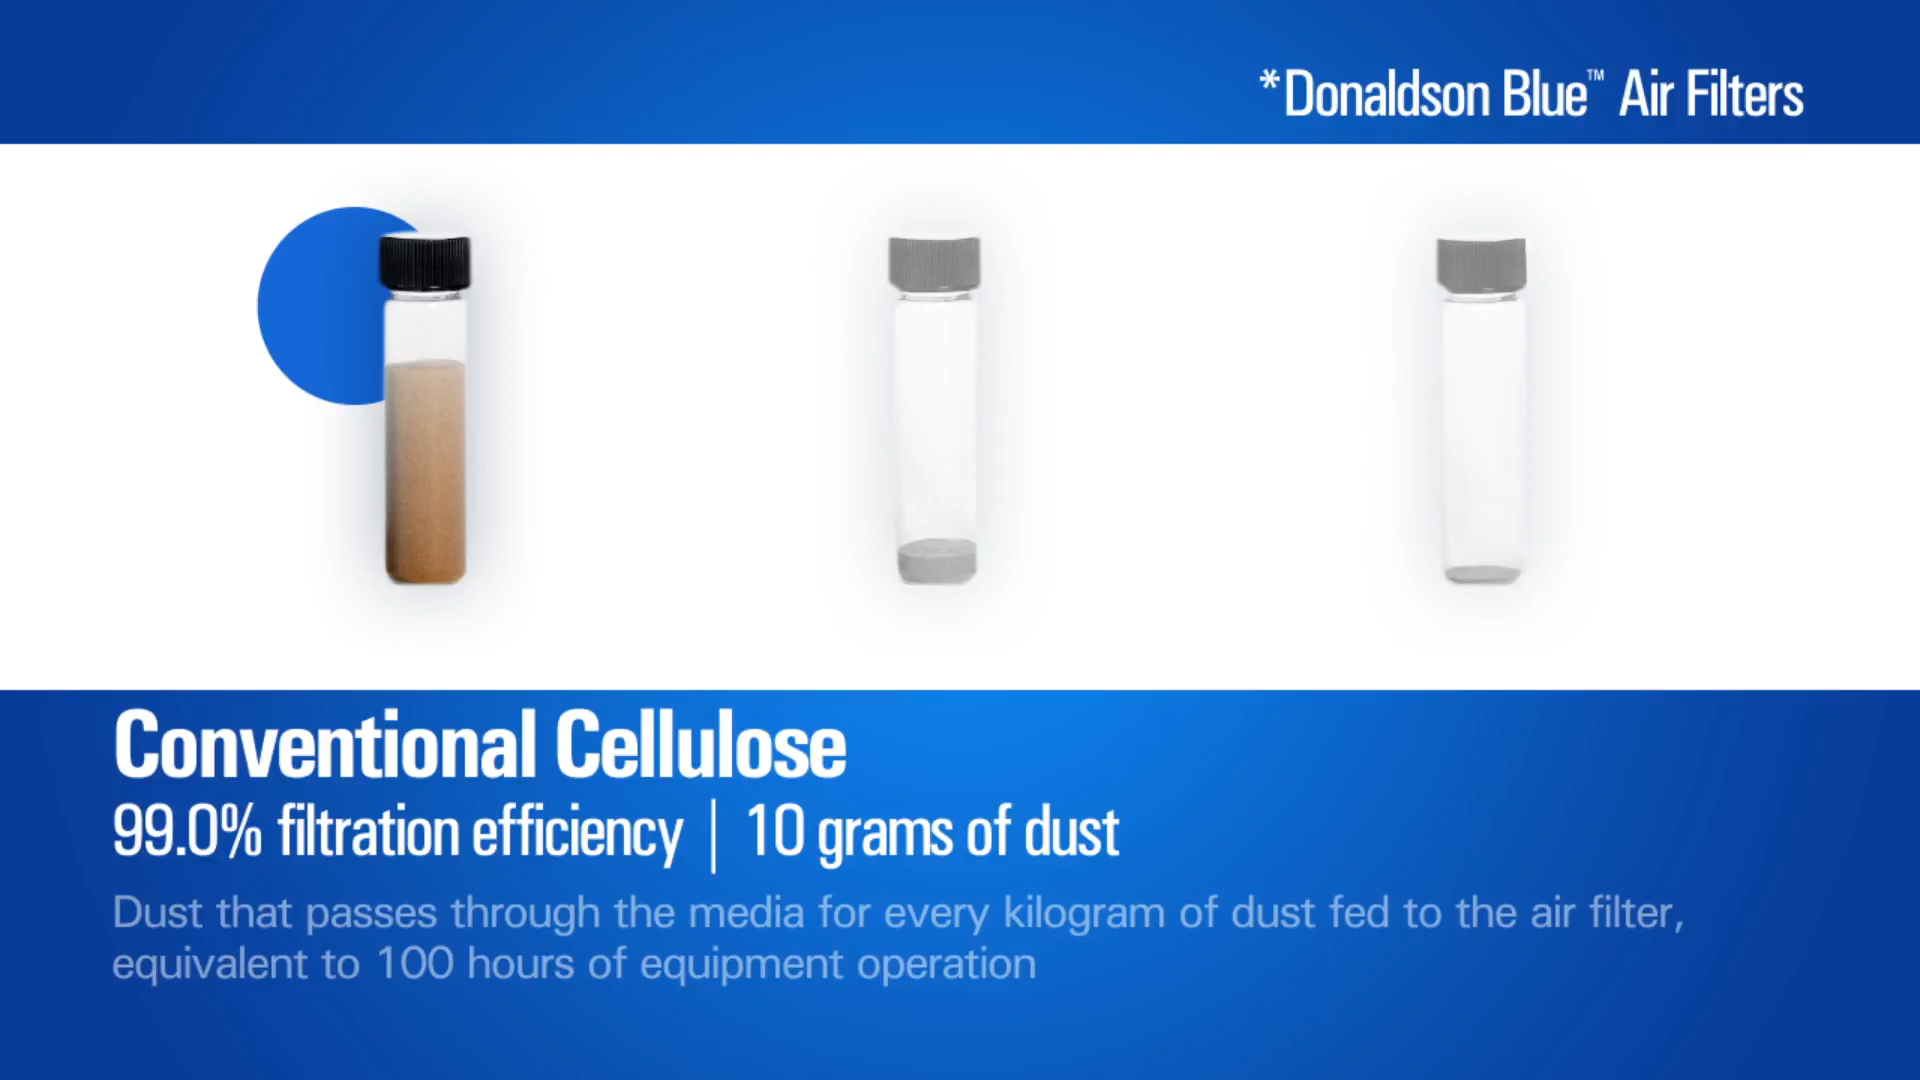 *Donaldson Blue™ Air Filters
Conventional Cellulose
99.0% filtration efficiency | 10 grams of dust
Dust that passes through the media for every kilogram of dust fed to the air filter,
equivalent to 100 hours of equipment operation